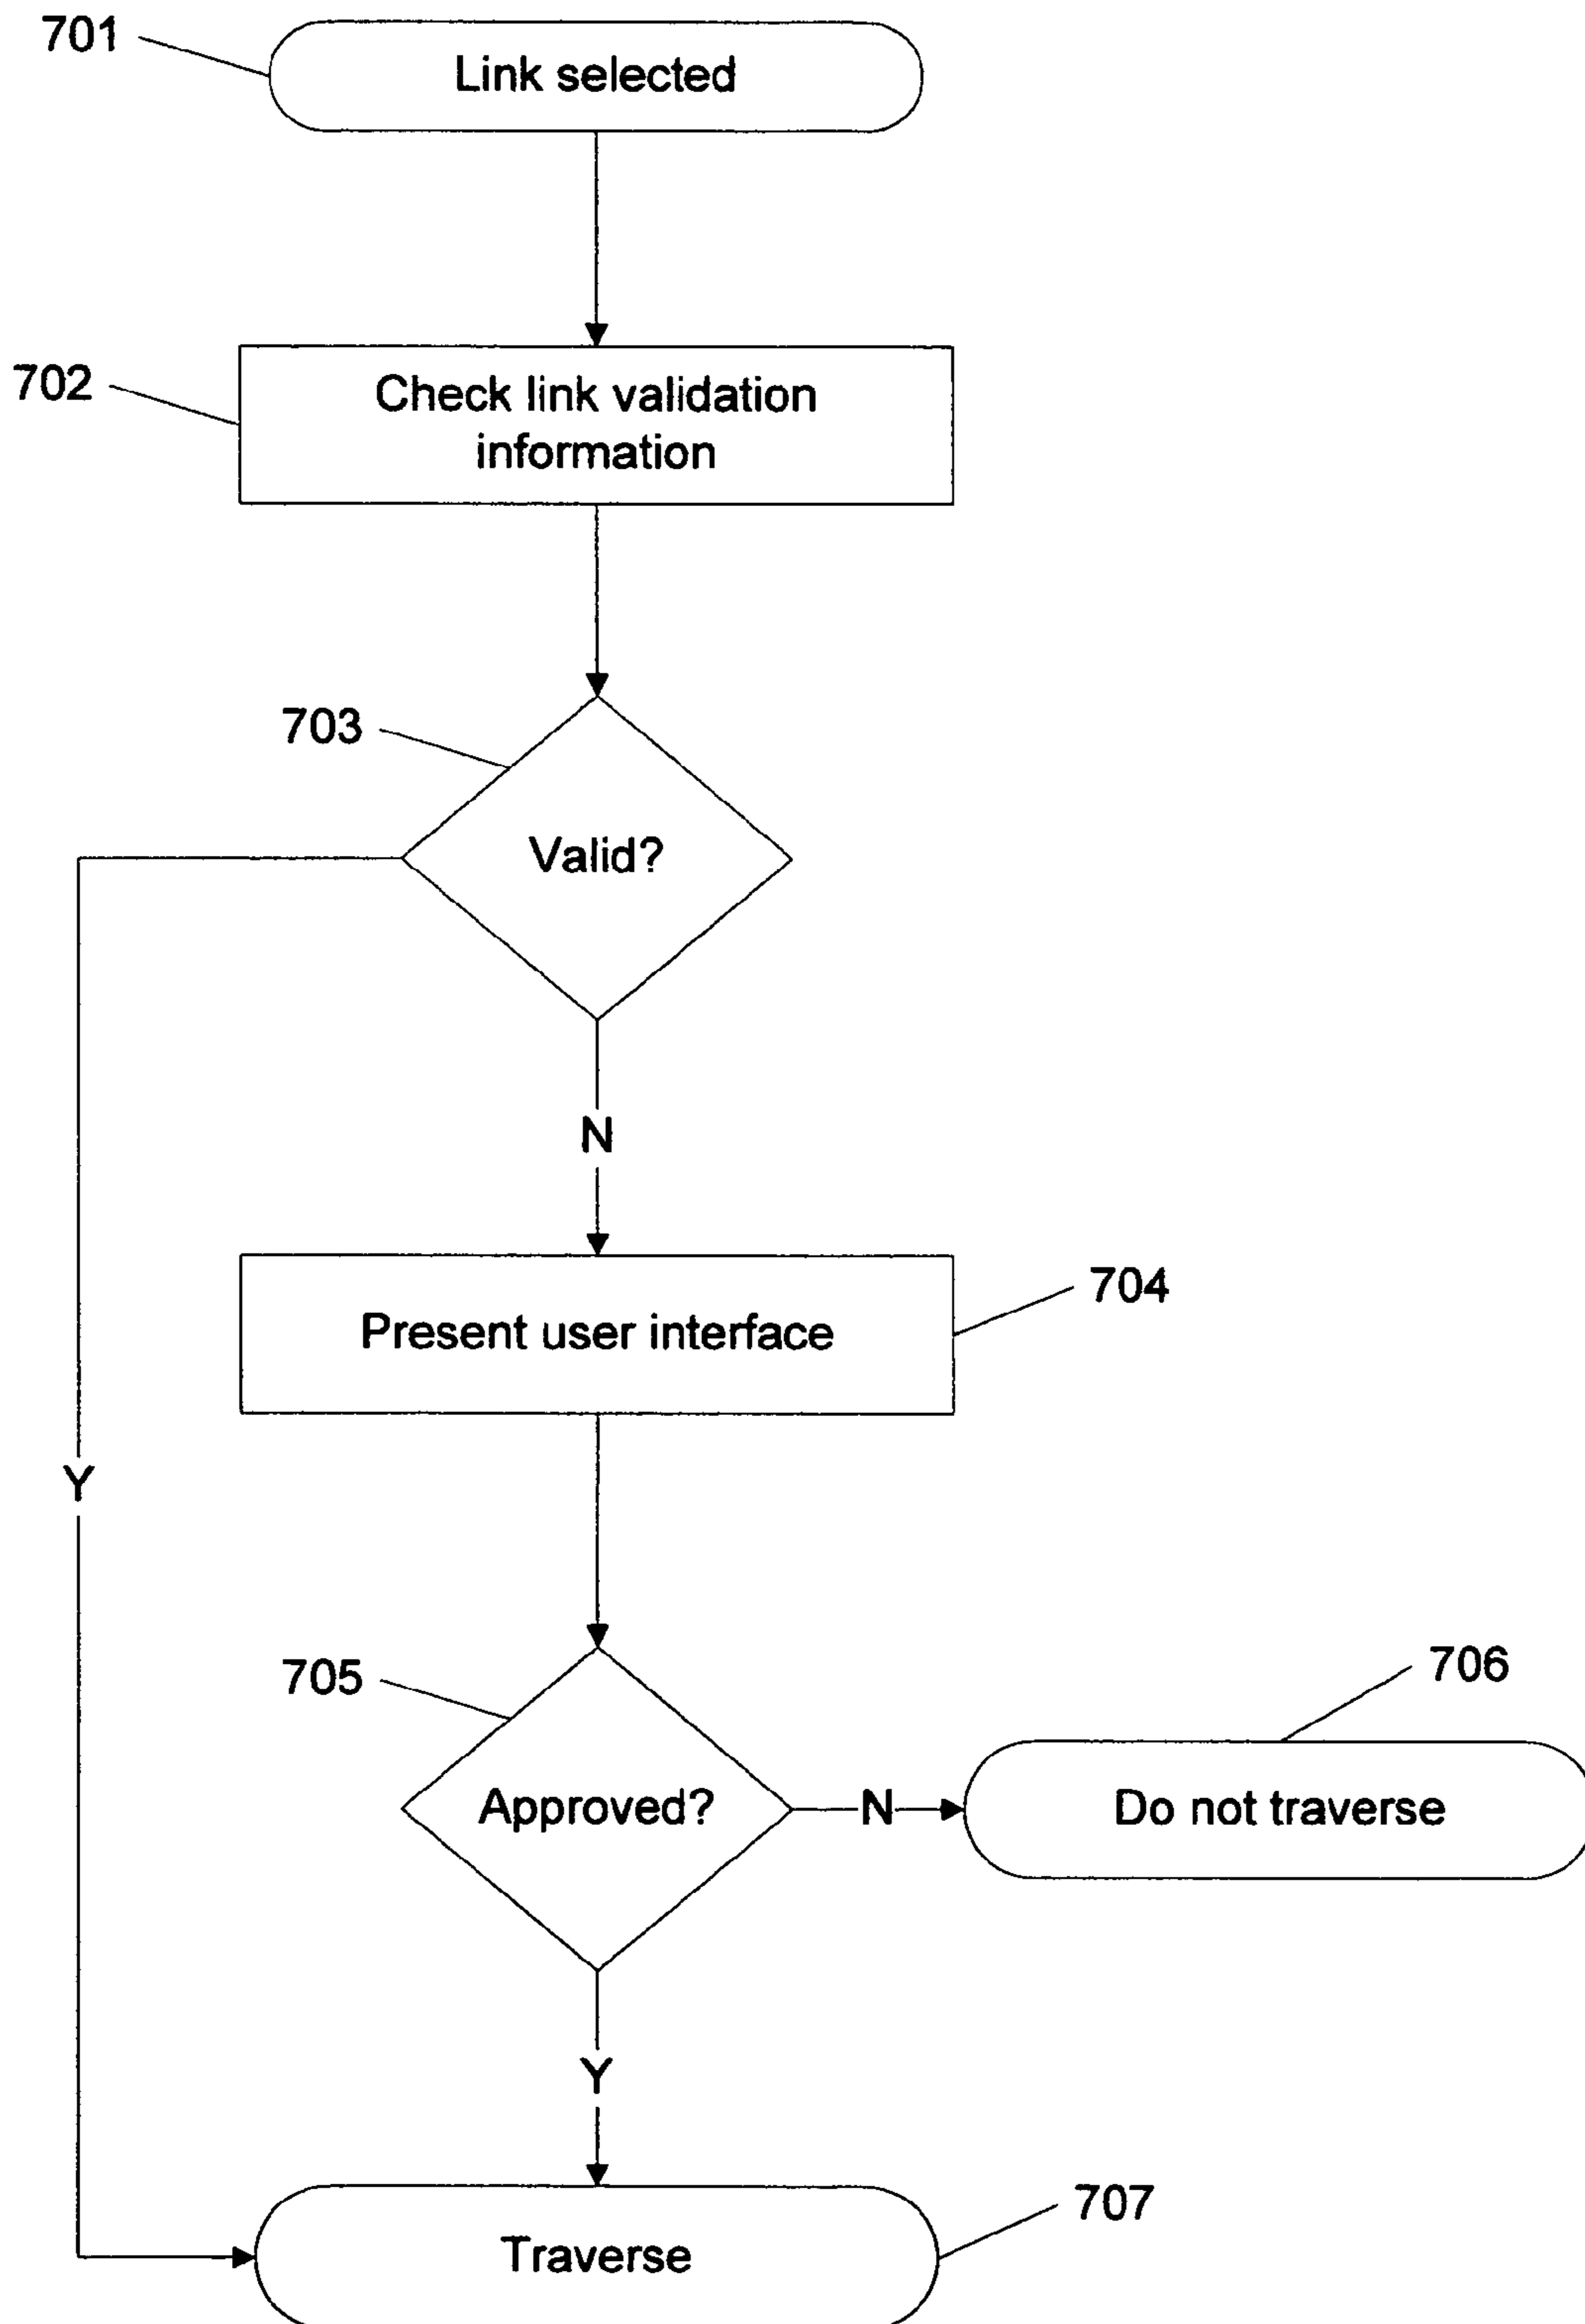 701
Link selected
702
Check link validation
information
703
Valid?
N
704
Present user interface
Y
705
Approved?
N
706
Do not traverse
Y
707
Traverse